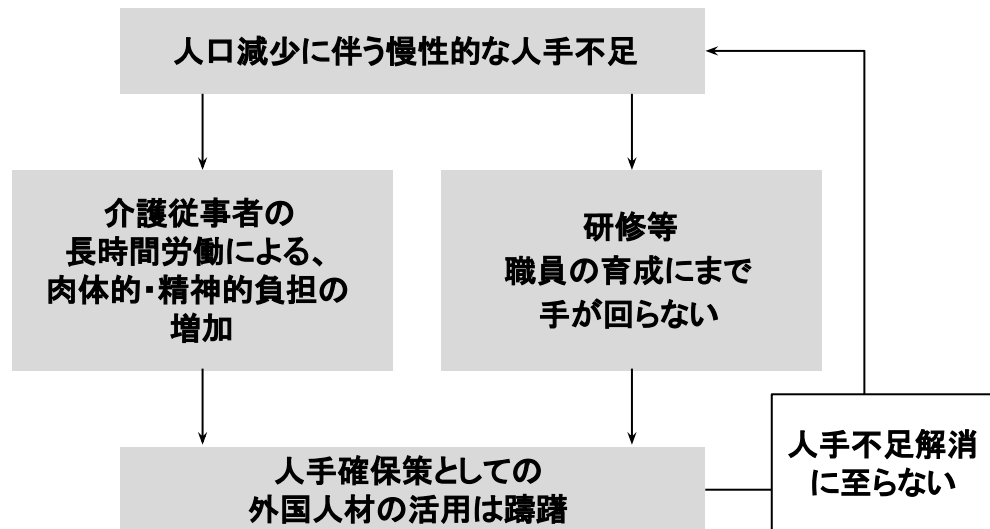 人口減少に伴う慢性的な人手不足
介護従事者の
長時間労働による、
肉体的・精神的負担の
増加
研修等
職員の育成にまで
手が回らない
人手確保策としての
外国人材の活用は躊躇
人手不足解消
に至らない